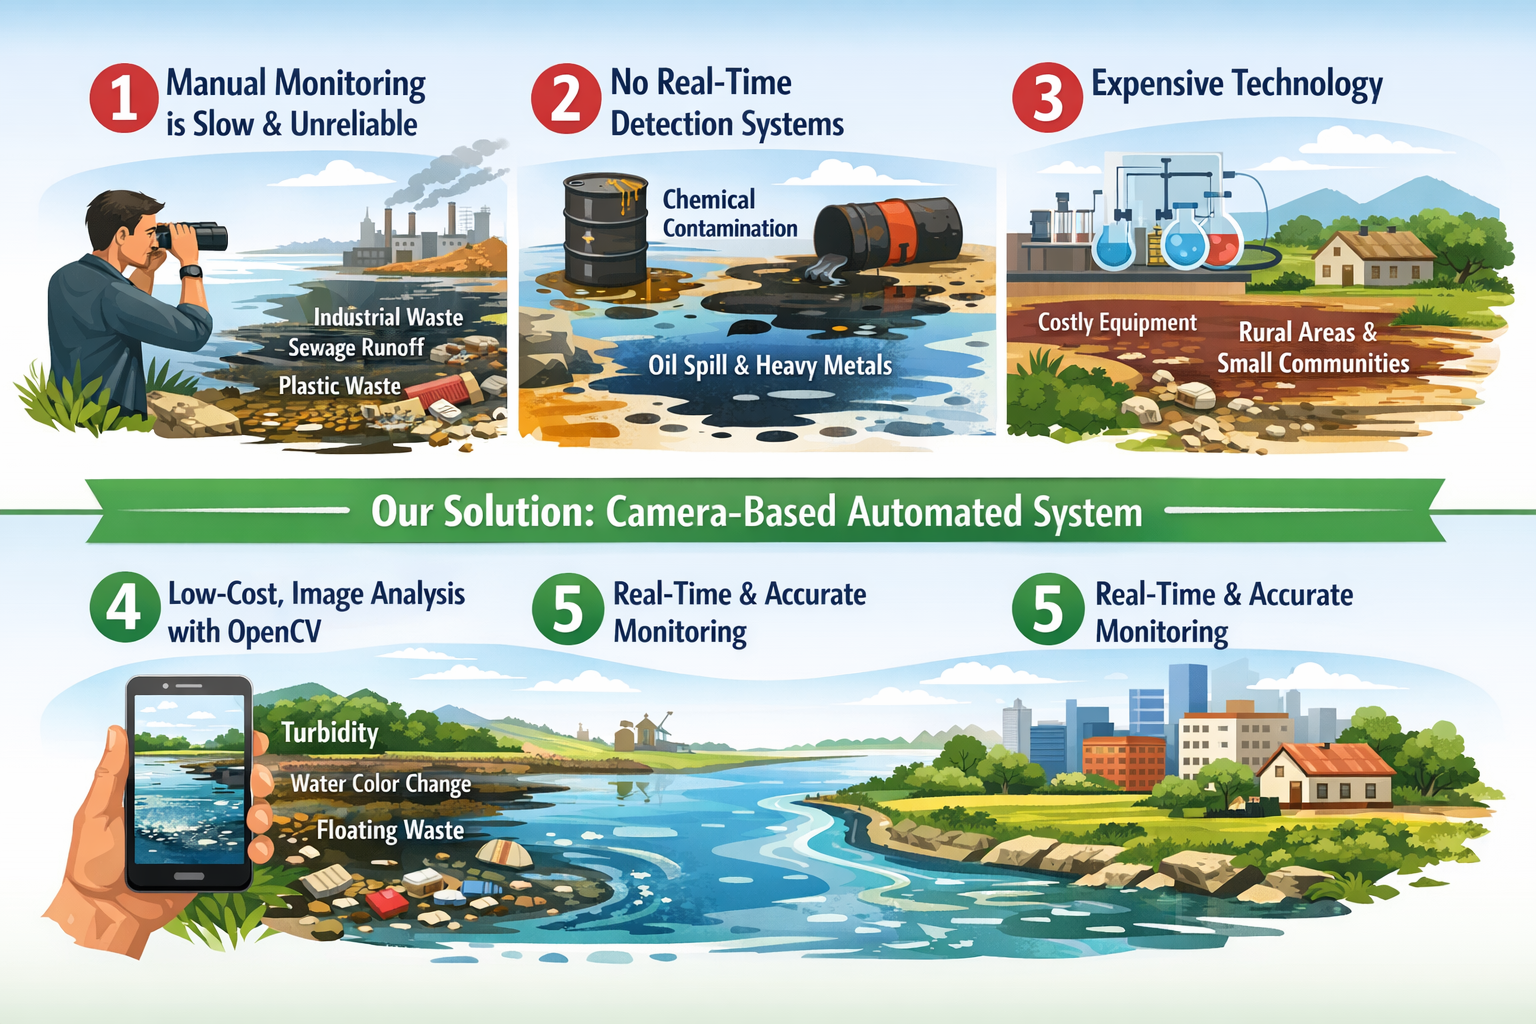 1
Manual Monitoring
is Slow & Unreliable
Industrial Waste
Sewage Runoff
Plastic Waste
2
No Real-Time
Detection Systems
Chemical
Contamination
Oil Spill & Heavy Metals
3
Expensive Technology
Costly Equipment
Rural Areas &
Small Communities
Our Solution: Camera-Based Automated System
4
Low-Cost, Image Analysis
with OpenCV
Turbidity
Water Color Change
Floating Waste
5
Real-Time & Accurate
Monitoring
5
Real-Time & Accurate
Monitoring